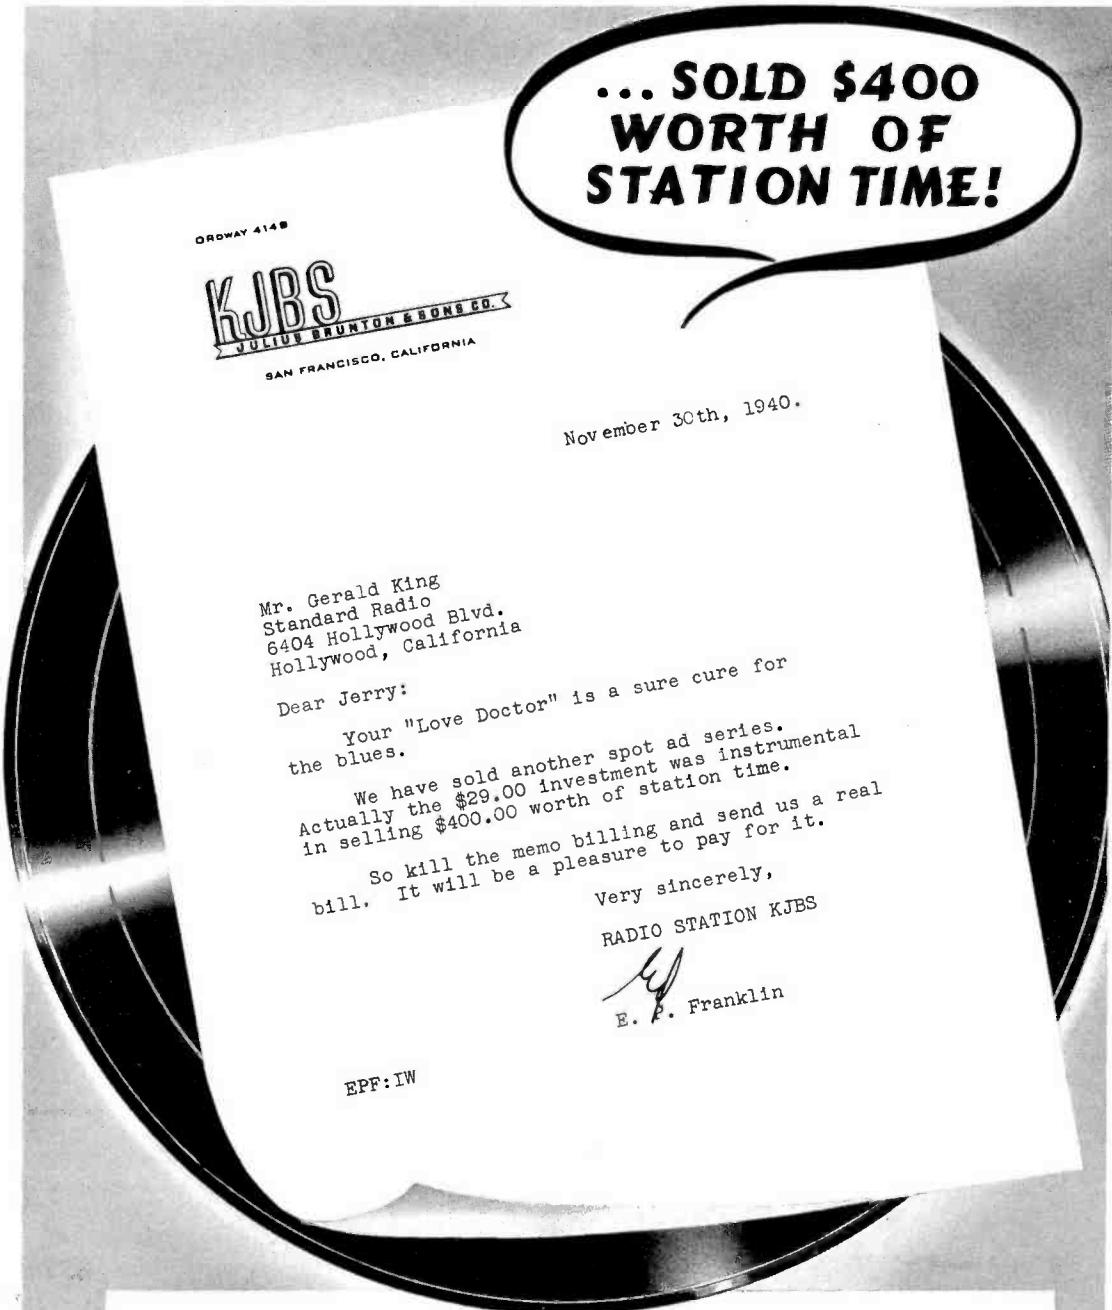 ... SOLD $400
WORTH OF
STATION TIME!
ORDWAY 4148
KJBS
JULIUS BRUNTON & SONS CO.
SAN FRANCISCO, CALIFORNIA
November 30th, 1940.
Mr. Gerald King
Standard Radio
6404 Hollywood Blvd.
Hollywood, California
Dear Jerry:
Your "Love Doctor" is a sure cure for
the blues.
We have sold another spot ad series.
Actually the $29.00 investment was instrumental
in selling $400.00 worth of station time.
So kill the memo billing and send us a real
bill. It will be a pleasure to pay for it.
Very sincerely,
RADIO STATION KJBS
E. P. Franklin
EPF:IW